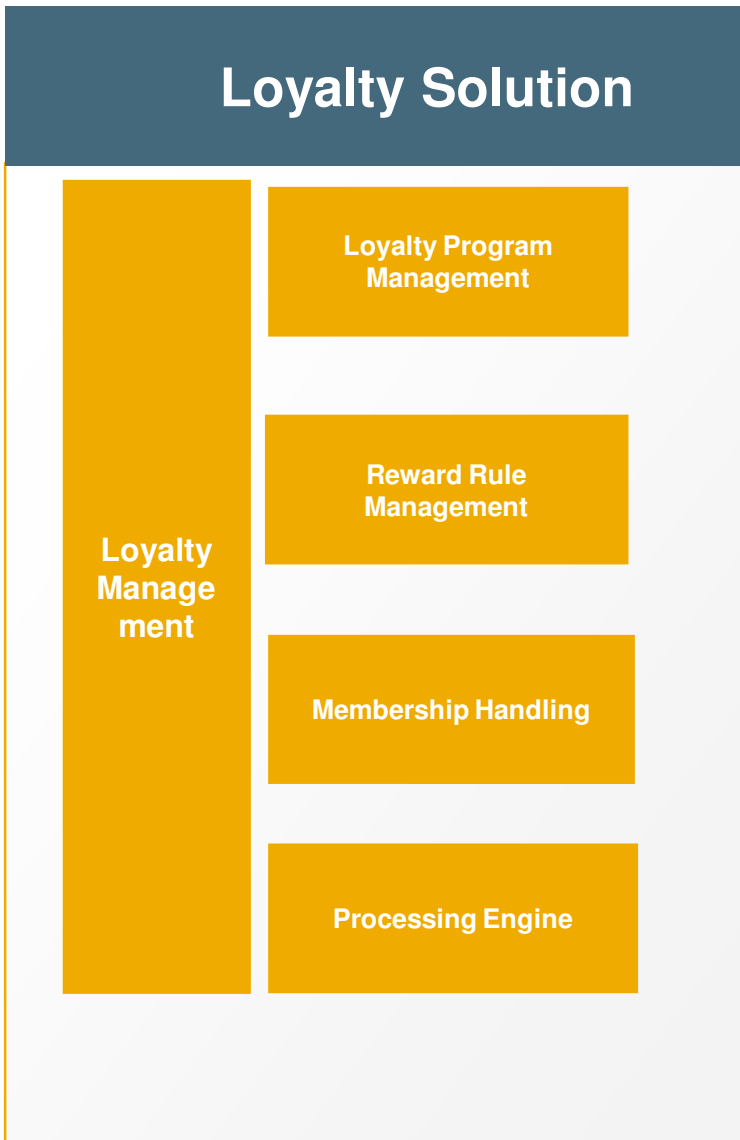 Loyalty Solution
Loyalty
Manage
ment
Loyalty Program
Management
Reward Rule
Management
Membership Handling
Processing Engine